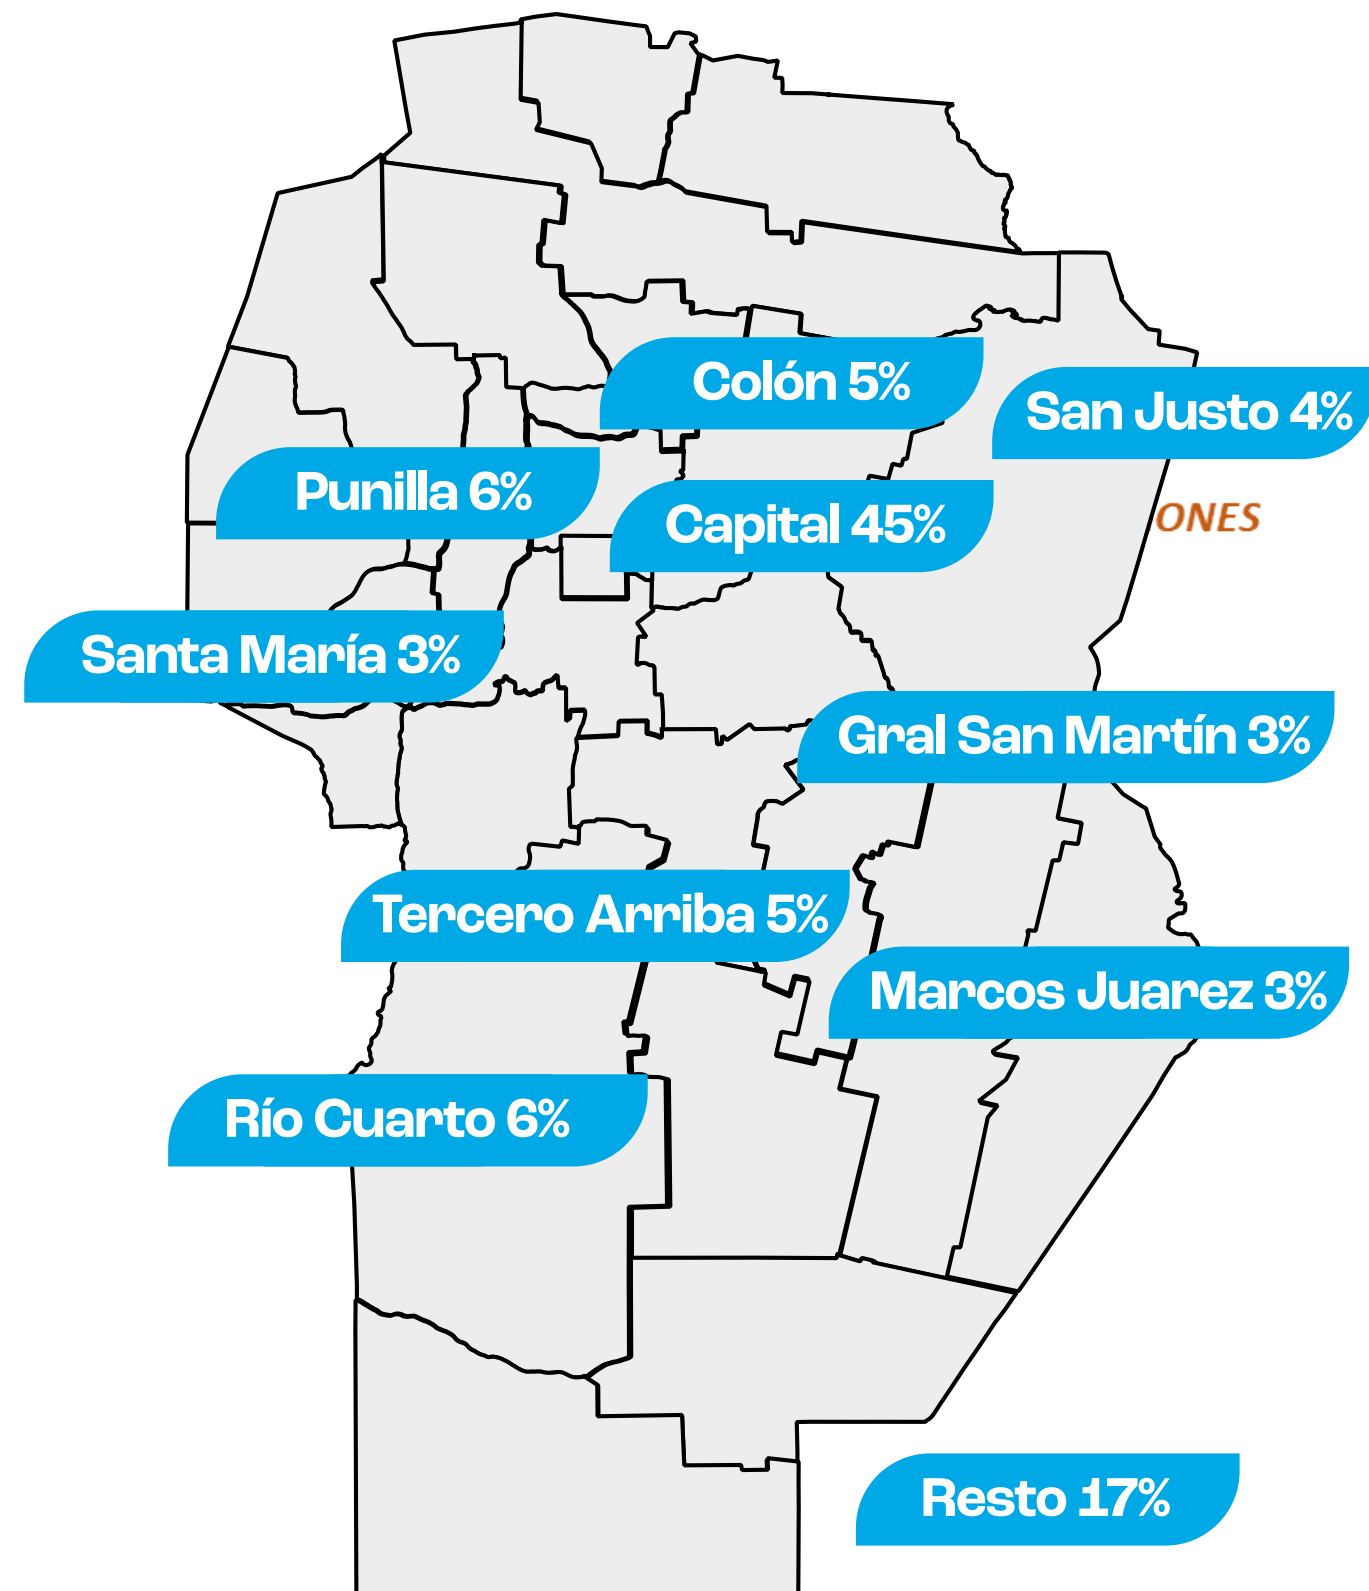 Colón 5%
San Justo 4%
Punilla 6%
Capital 45%
ONES
Santa María 3%
Gral San Martín 3%
Tercero Arriba 5%
Marcos Juarez 3%
Río Cuarto 6%
Resto 17%